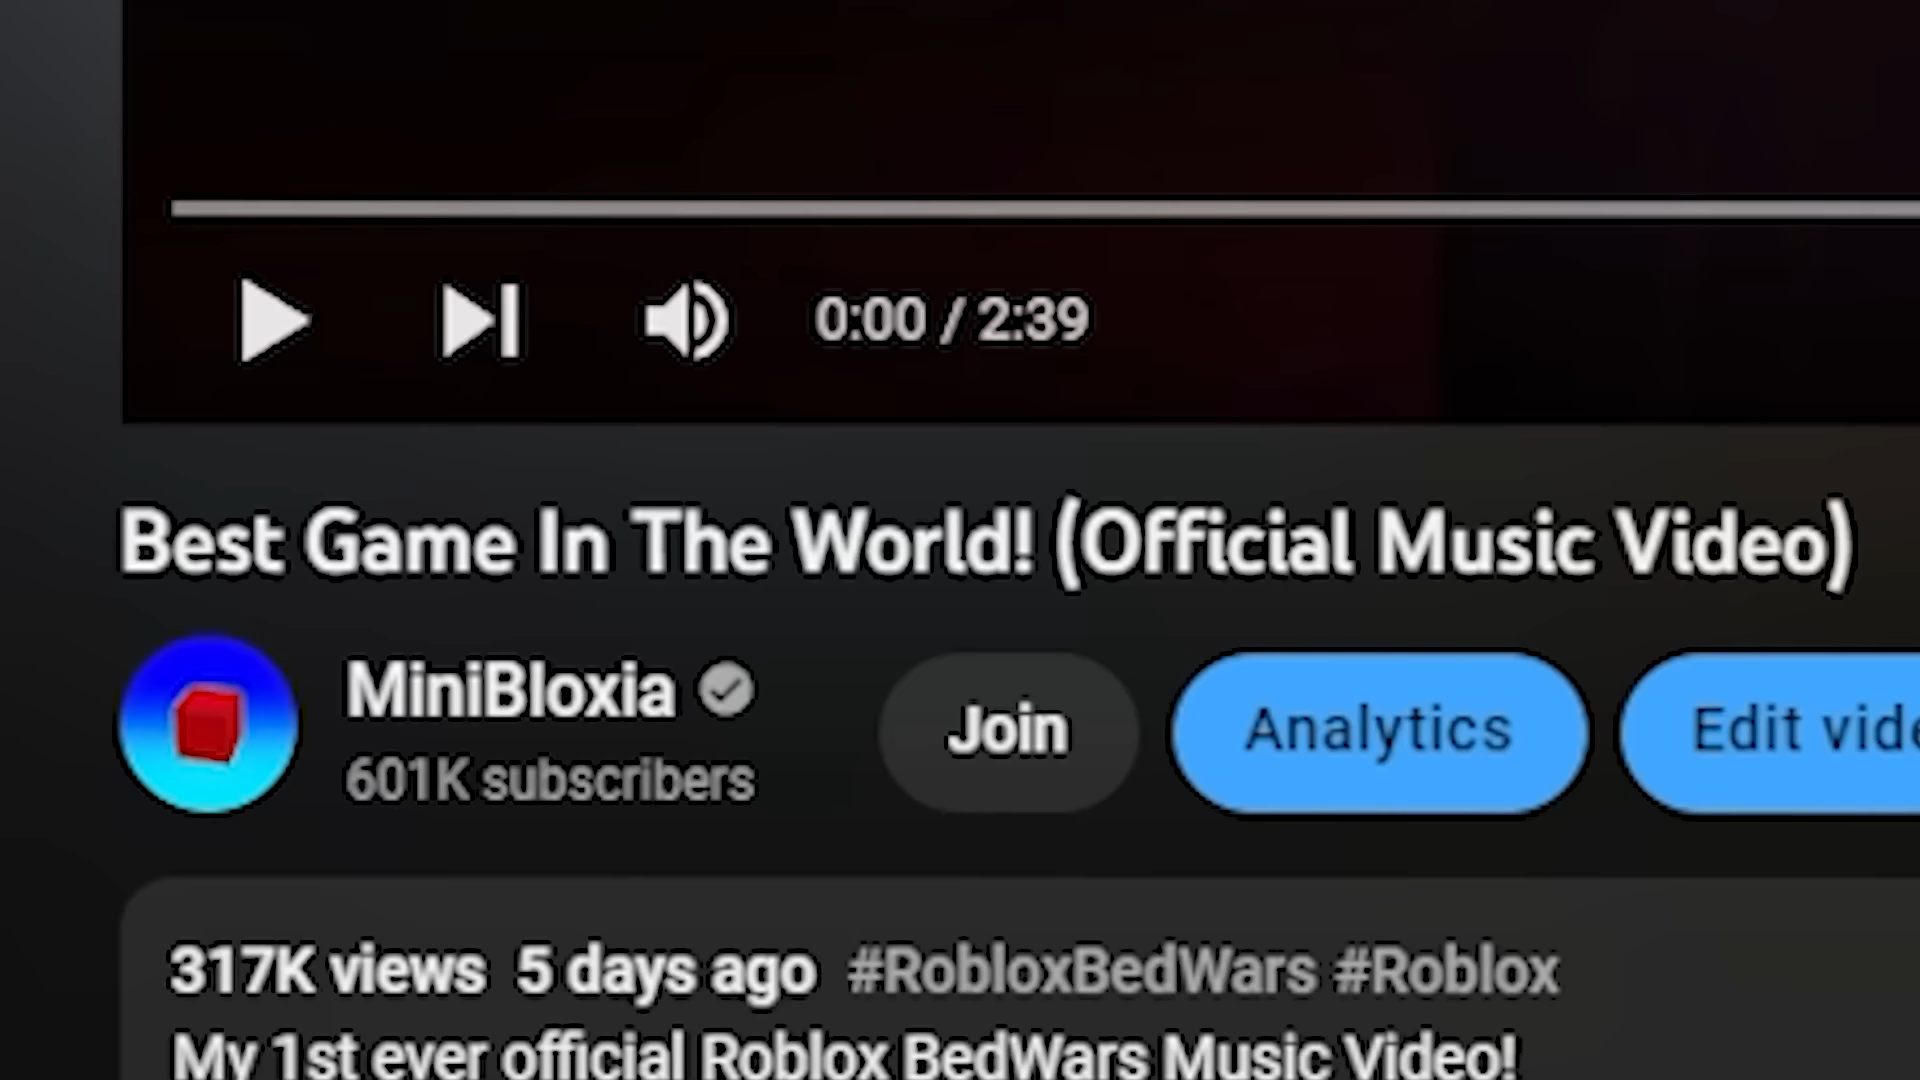 0:00 / 2:39
Best Game In The World! (Official Music Video)
MiniBloxia
Join
Analytics
Edit vide
601K subscribers
317K views 5 days ago #RobloxBedWars #Roblox
My 1st ever official Roblox BedWars Music Video!